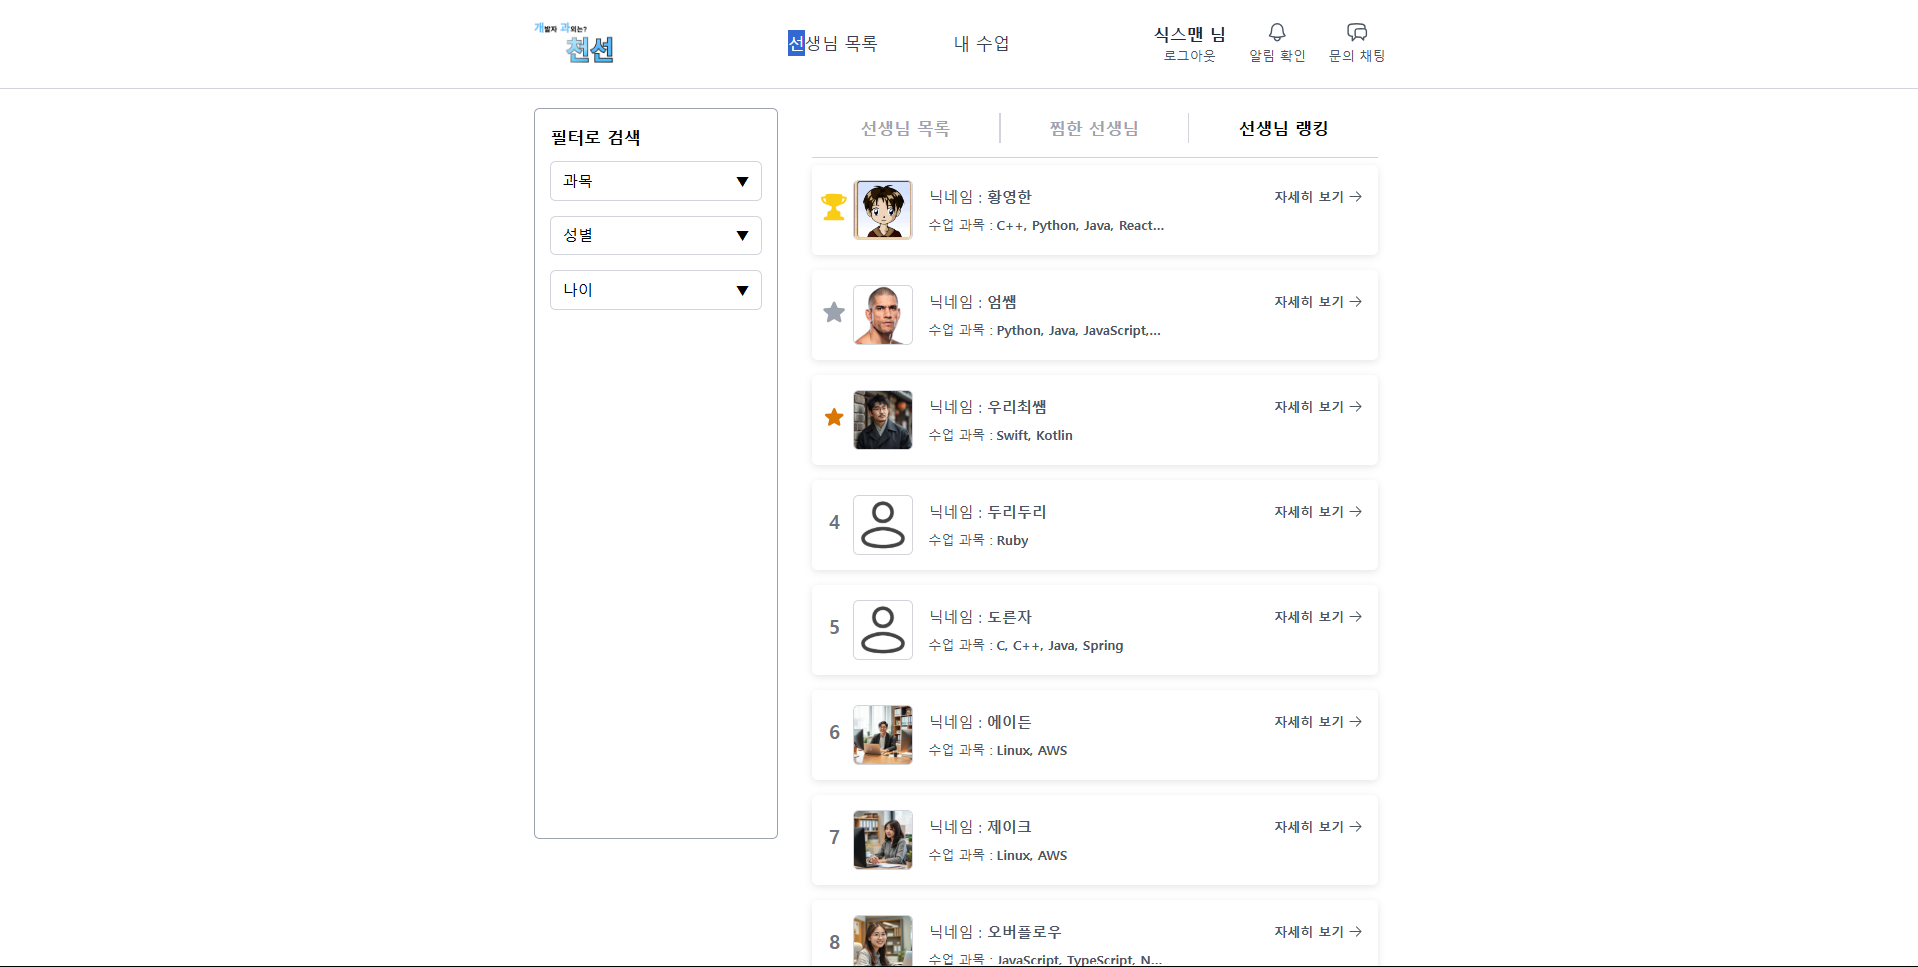 개발자 과외는?
천선
선생님 목록
내 수업
식스맨 님
로그아웃
알림 확인
문의 채팅
필터로 검색
과목 ▼
성별 ▼
나이 ▼
선생님 목록
찜한 선생님
선생님 랭킹
닉네임 : 황영한
수업 과목 : C++, Python, Java, React...
자세히 보기 →
닉네임 : 엄쌤
수업 과목 : Python, Java, JavaScript,...
자세히 보기 →
닉네임 : 우리최쌤
수업 과목 : Swift, Kotlin
자세히 보기 →
4
닉네임 : 두리두리
수업 과목 : Ruby
자세히 보기 →
5
닉네임 : 도른자
수업 과목 : C, C++, Java, Spring
자세히 보기 →
6
닉네임 : 에이든
수업 과목 : Linux, AWS
자세히 보기 →
7
닉네임 : 제이크
수업 과목 : Linux, AWS
자세히 보기 →
8
닉네임 : 오버플로우
수업 과목 : JavaScript, TypeScript, N...
자세히 보기 →